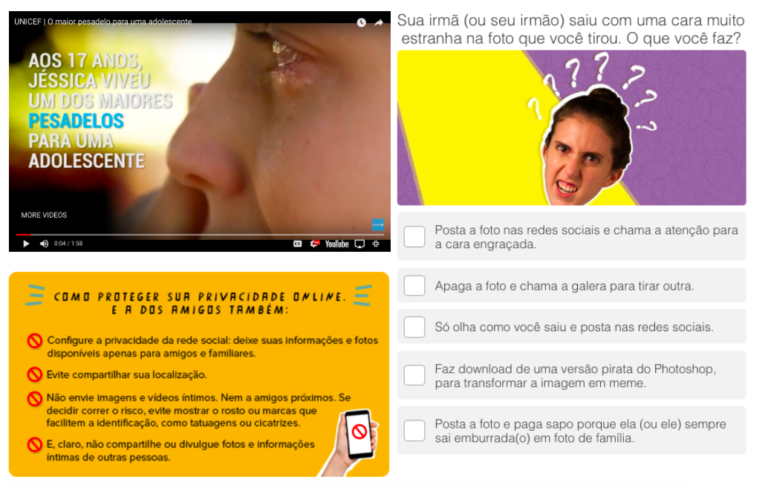 UNICEF | O maior pesadelo para uma adolescente
AOS 17 ANOS,
JÉSSICA VIVEU
UM DOS MAIORES
PESADELOS
PARA UMA
ADOLESCENTE
MORE VIDEOS
0:04 / 1:58
CC
YouTube
COMO PROTEGER SUA PRIVACIDADE ONLINE.
E A DOS AMIGOS TAMBÉM:
Configure a privacidade da rede social: deixe suas informações e fotos
disponíveis apenas para amigos e familiares.
Evite compartilhar sua localização.
Não envie imagens e vídeos íntimos. Nem a amigos próximos. Se
decidir correr o risco, evite mostrar o rosto ou marcas que
facilitem a identificação, como tatuagens ou cicatrizes.
E, claro, não compartilhe ou divulgue fotos e informações
íntimas de outras pessoas.
Sua irmã (ou seu irmão) saiu com uma cara muito
estranha na foto que você tirou. O que você faz?
? ? ? ? ? ? ?
Posta a foto nas redes sociais e chama a atenção para
a cara engraçada.
Apaga a foto e chama a galera para tirar outra.
Só olha como você saiu e posta nas redes sociais.
Faz download de uma versão pirata do Photoshop,
para transformar a imagem em meme.
Posta a foto e paga sapo porque ela (ou ele) sempre
sai emburrada(o) em foto de família.